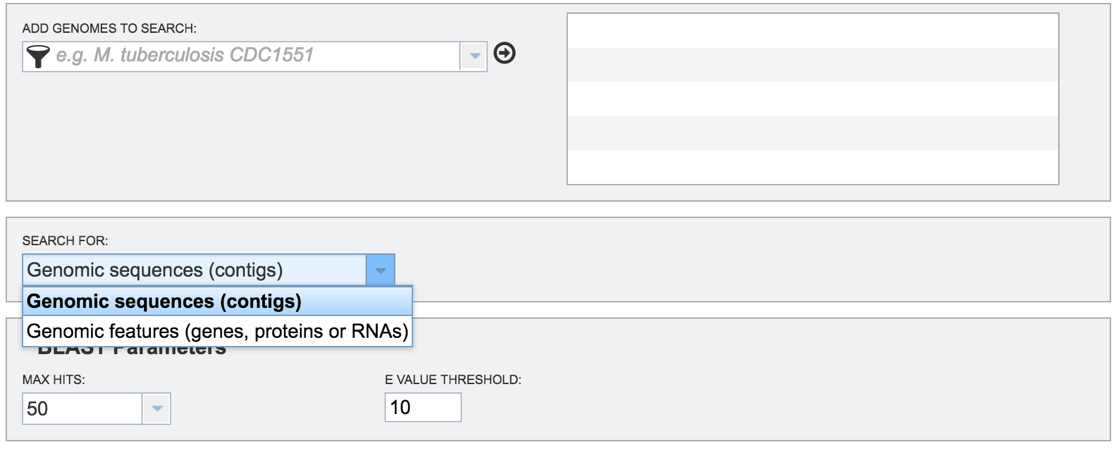 ADD GENOMES TO SEARCH:
e.g. M. tuberculosis CDC1551
SEARCH FOR:
Genomic sequences (contigs)
Genomic sequences (contigs)
Genomic features (genes, proteins or RNAs)
BLAST Parameters
MAX HITS:
E VALUE THRESHOLD:
50
10